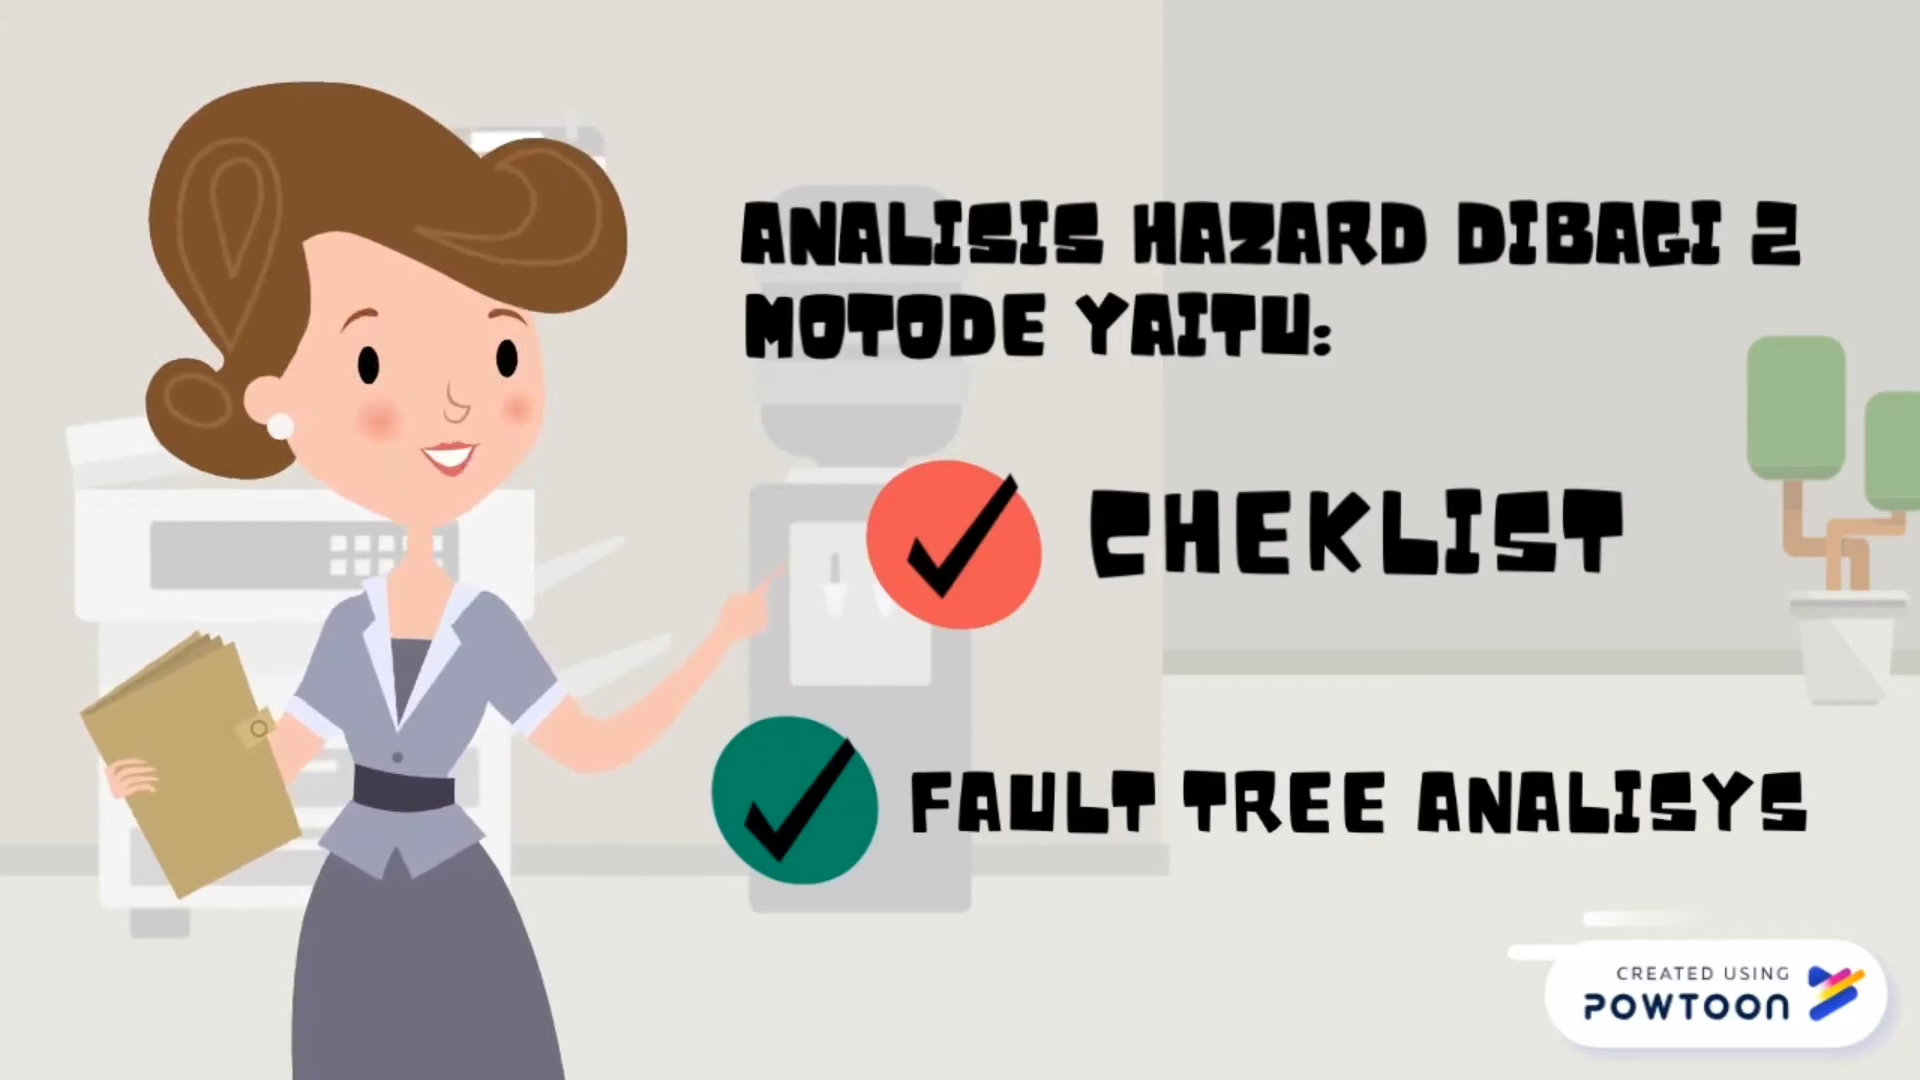 ANALISIS HAZARD DIBAGI 2
MOTODE YAITU:
CHEKLIST
FAULT TREE ANALISYS
CREATED USING
POWTOON